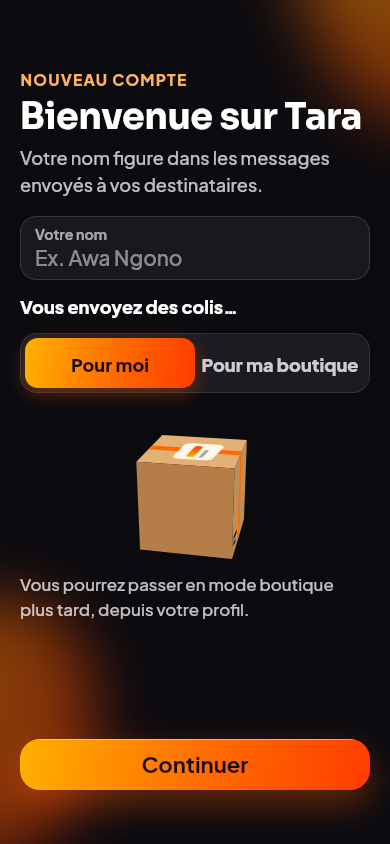 NOUVEAU COMPTE
Bienvenue sur Tara
Votre nom figure dans les messages
envoyés à vos destinataires.
Votre nom
Ex. Awa Ngono
Vous envoyez des colis…
Pour moi
Pour ma boutique
Vous pourrez passer en mode boutique
plus tard, depuis votre profil.
Continuer